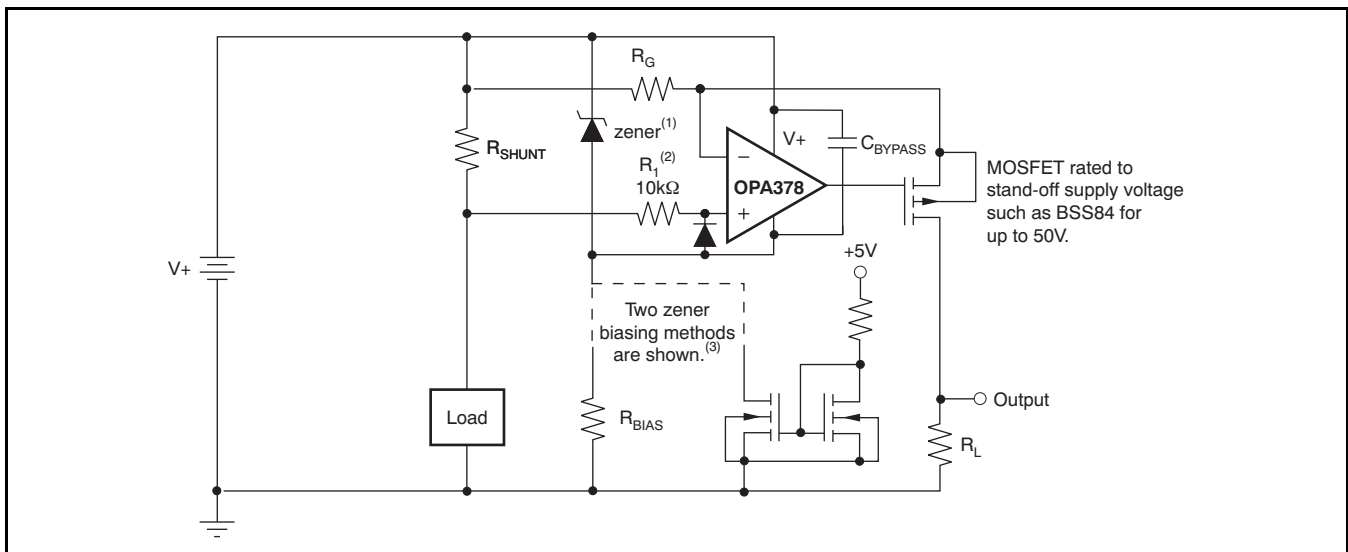 R_G
zener(1)
V+
C_BYPASS
R_SHUNT
R_1(2)
10kΩ
−
+
OPA378
MOSFET rated to
stand-off supply voltage
such as BSS84 for
up to 50V.
+5V
V+
Two zener
biasing methods
are shown.(3)
Output
Load
R_BIAS
R_L